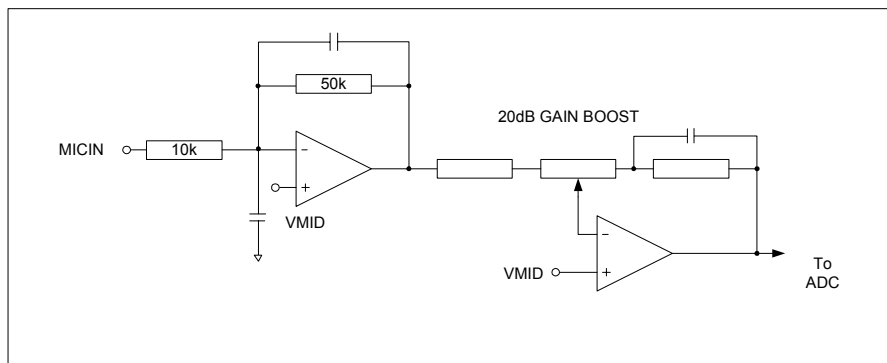 50k
20dB GAIN BOOST
MICIN
10k
−
+
VMID
−
+
VMID
To
ADC